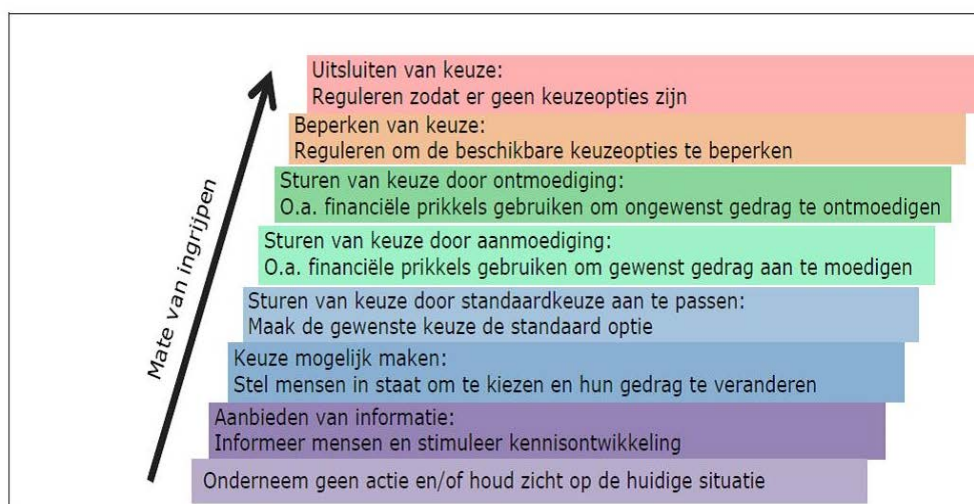 Uitsluiten van keuze:
Reguleren zodat er geen keuzeopties zijn
Beperken van keuze:
Reguleren om de beschikbare keuzeopties te beperken
Sturen van keuze door ontmoediging:
O.a. financiële prikkels gebruiken om ongewenst gedrag te ontmoedigen
Sturen van keuze door aanmoediging:
O.a. financiële prikkels gebruiken om gewenst gedrag aan te moedigen
Sturen van keuze door standaardkeuze aan te passen:
Maak de gewenste keuze de standaard optie
Keuze mogelijk maken:
Stel mensen in staat om te kiezen en hun gedrag te veranderen
Aanbieden van informatie:
Informeer mensen en stimuleer kennisontwikkeling
Onderneem geen actie en/of houd zicht op de huidige situatie
Mate van ingrijpen